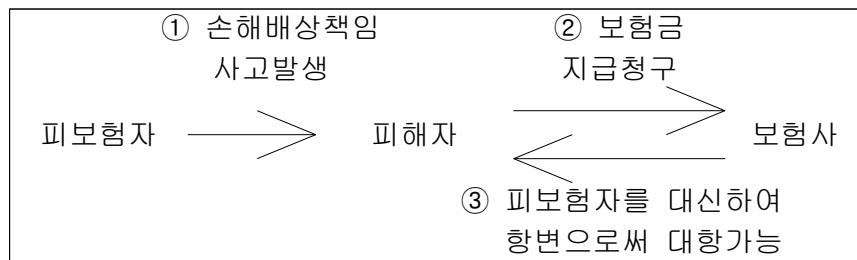 ① 손해배상책임
사고발생
② 보험금
지급청구
피보험자
피해자
보험사
③ 피보험자를 대신하여
항변으로써 대항가능